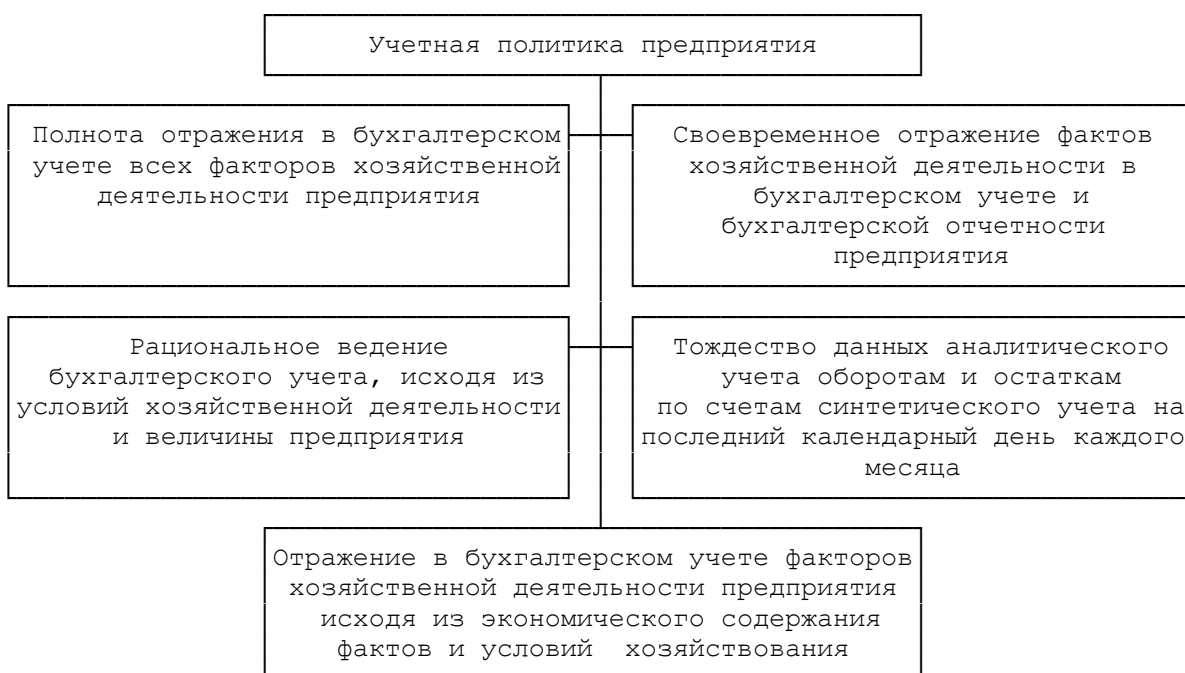 Учетная политика предприятия
Полнота отражения в бухгалтерском
учете всех факторов хозяйственной
деятельности предприятия
Своевременное отражение фактов
хозяйственной деятельности в
бухгалтерском учете и
бухгалтерской отчетности
предприятия
Рациональное ведение
бухгалтерского учета, исходя из
условий хозяйственной деятельности
и величины предприятия
Тождество данных аналитического
учета оборотам и остаткам
по счетам синтетического учета на
последний календарный день каждого
месяца
Отражение в бухгалтерском учете факторов
хозяйственной деятельности предприятия
исходя из экономического содержания
фактов и условий хозяйствования